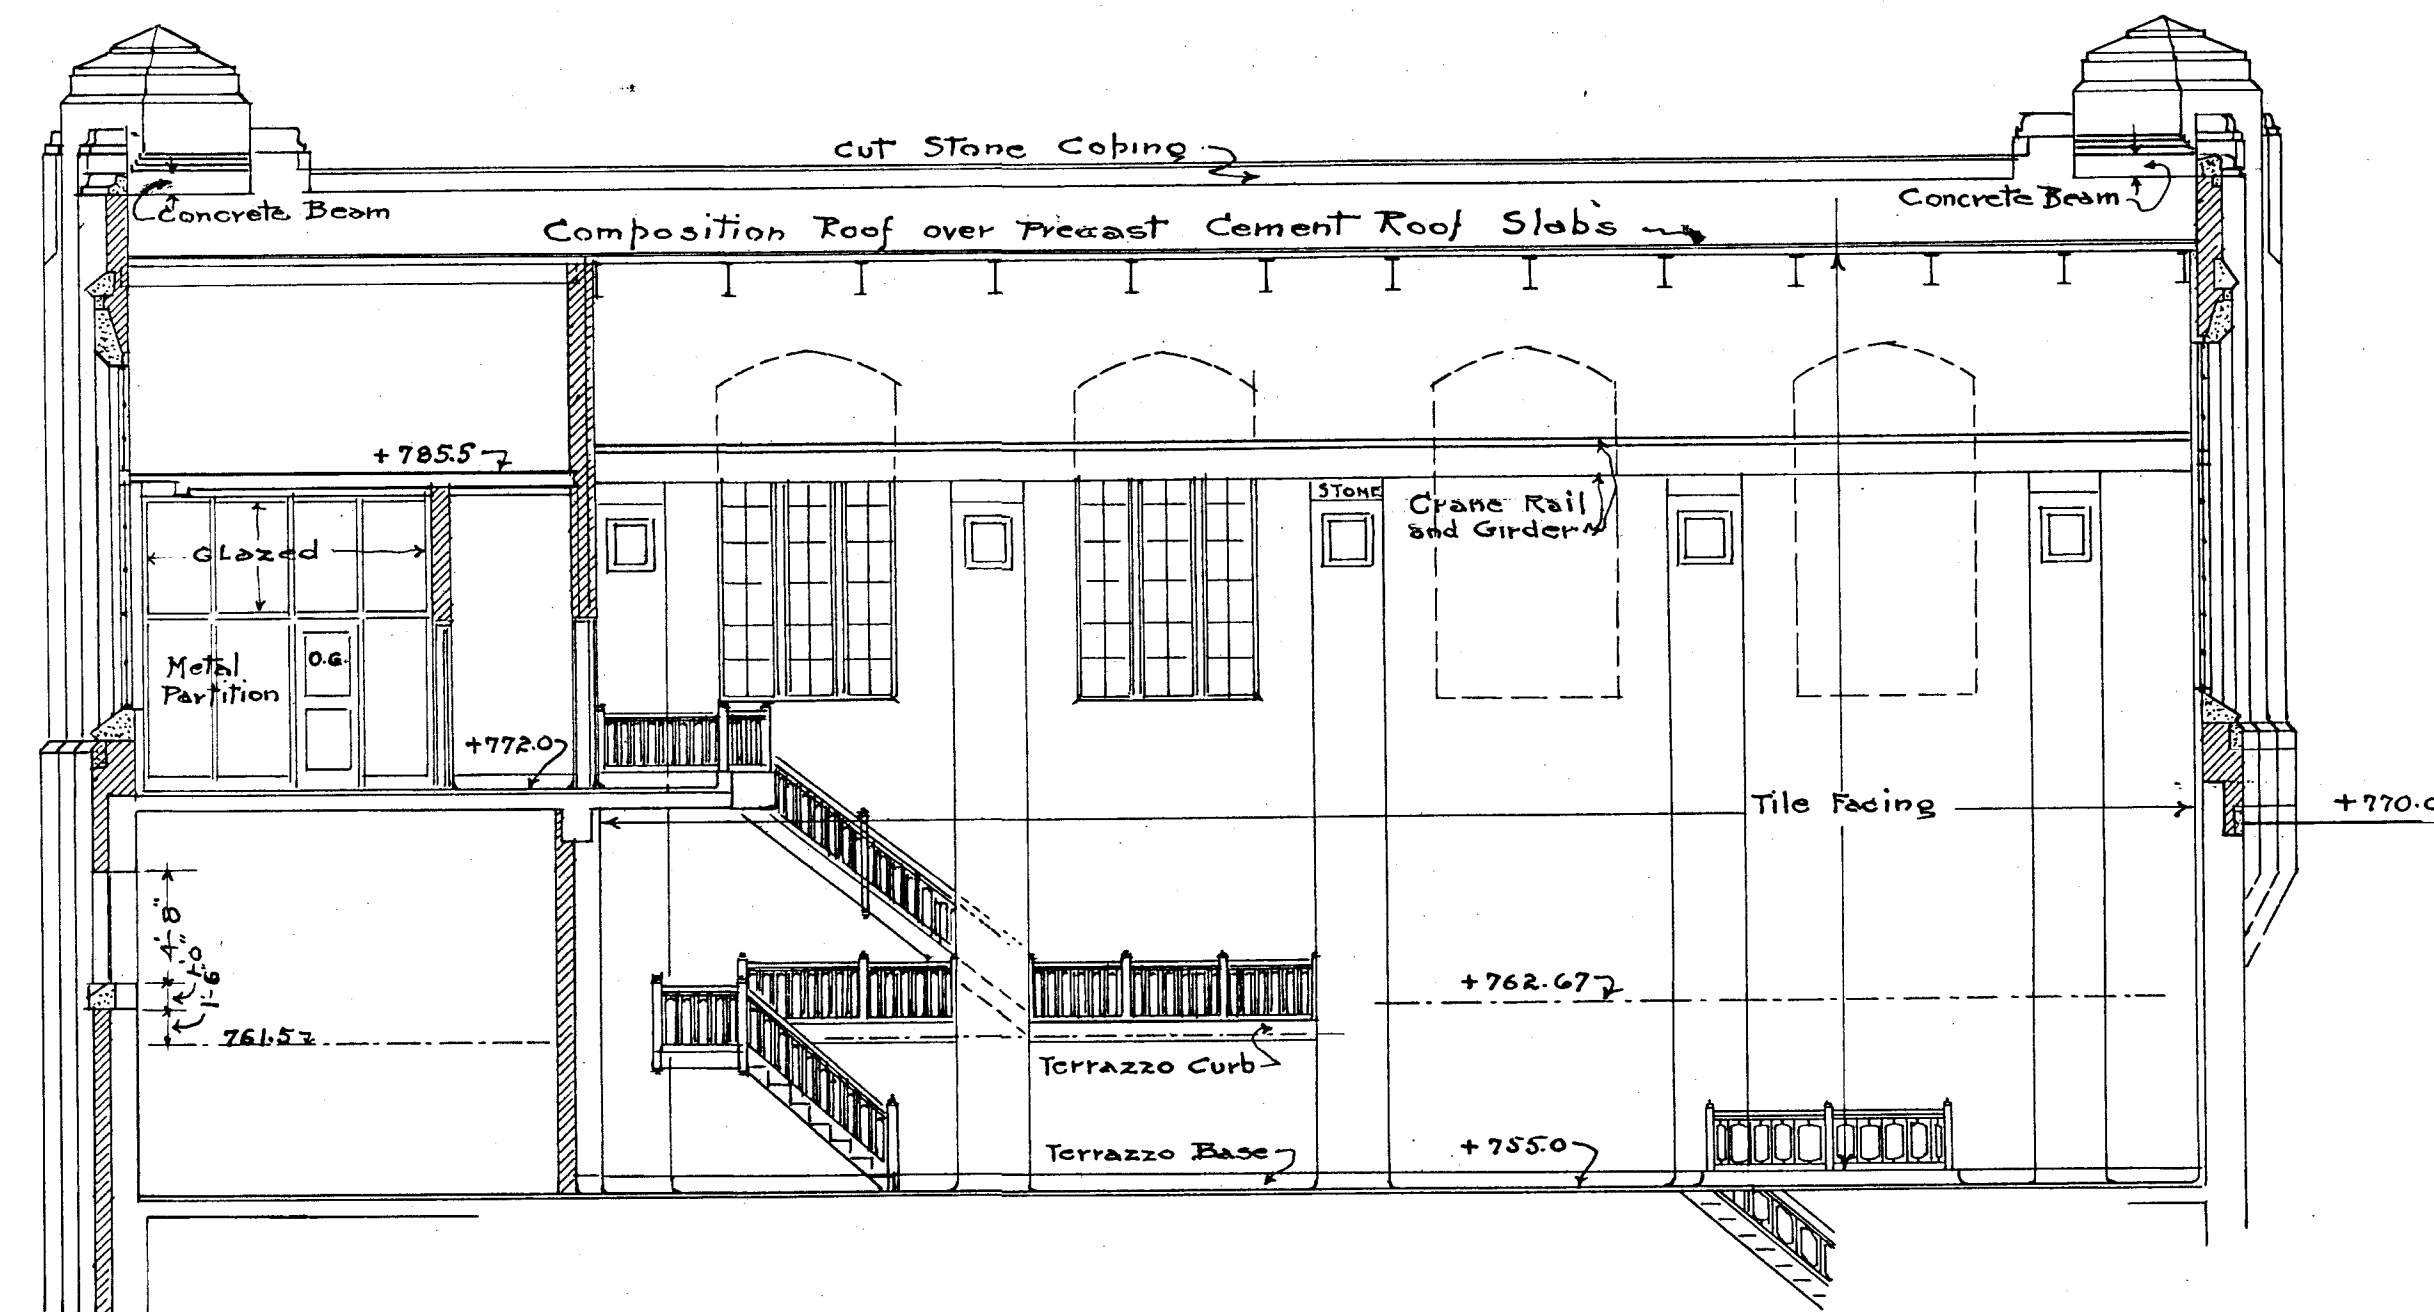 Cut Stone Coping
Concrete Beam
Concrete Beam
Composition Roof over Precast Cement Roof Slabs
+785.5
STONE
Crane Rail
and Girder
Glazed
O.G.
Metal
Partition
+772.0
Tile Facing
+770.0
4'-8"
1'-0"
1'-6"
+762.67
761.5
Terrazzo Curb
Terrazzo Base
+755.0